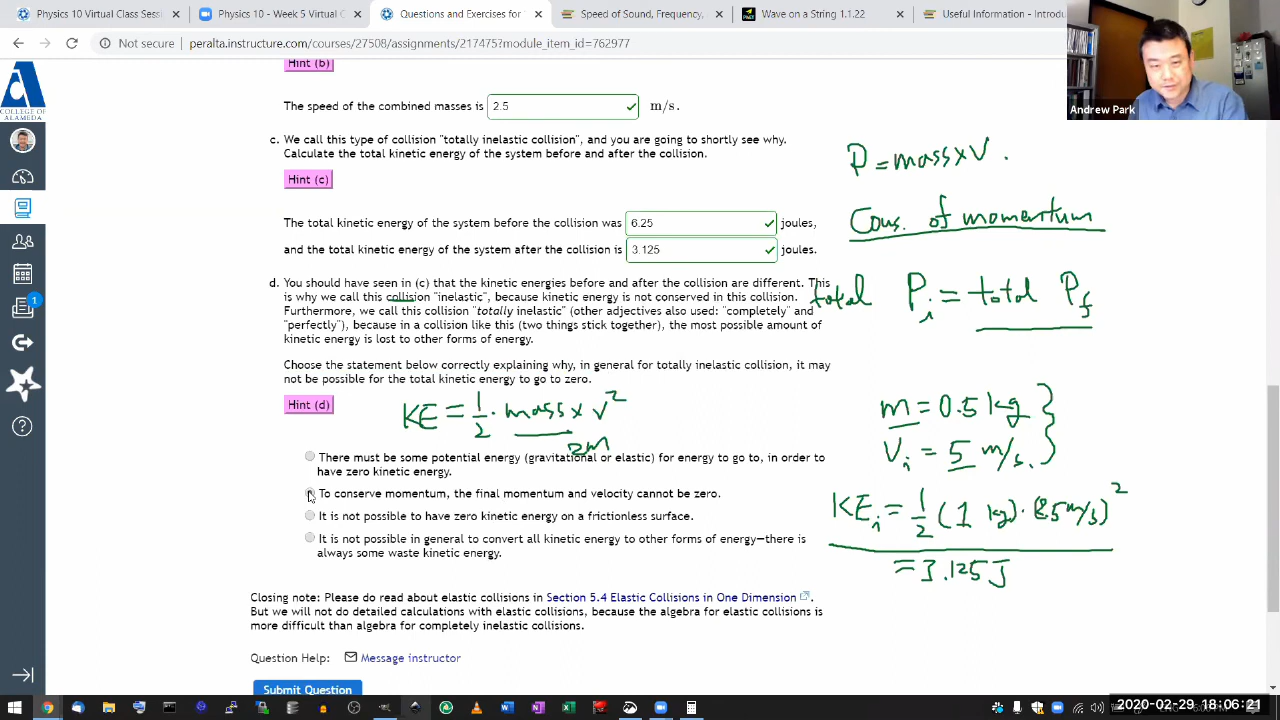 Physics 10 Virtual Class Sessi
Physics 10 - Week 5 Virtual C
Questions and Exercises for
Speed of Sound, Frequency,
Wave on a String 1.1.22
Useful Information - Introdu
Not secure
peralta.instructure.com/courses/27508/assignments/217475?module_item_id=762977
Andrew Park
COLLEGE OF
ALAMEDA
1
Hint (b)
The speed of the combined masses is 2.5 m/s.
c. We call this type of collision "totally inelastic collision", and you are going to shortly see why.
Calculate the total kinetic energy of the system before and after the collision.
Hint (c)
The total kinetic energy of the system before the collision was 6.25 joules,
and the total kinetic energy of the system after the collision is 3.125 joules.
d. You should have seen in (c) that the kinetic energies before and after the collision are different. This
is why we call this collision "inelastic", because kinetic energy is not conserved in this collision.
Furthermore, we call this collision "totally inelastic" (other adjectives also used: "completely" and
"perfectly"), because in a collision like this (two things stick together), the most possible amount of
kinetic energy is lost to other forms of energy.
Choose the statement below correctly explaining why, in general for totally inelastic collision, it may
not be possible for the total kinetic energy to go to zero.
Hint (d)
KE = 1/2 · mass x v²
2m
There must be some potential energy (gravitational or elastic) for energy to go to, in order to
have zero kinetic energy.
To conserve momentum, the final momentum and velocity cannot be zero.
It is not possible to have zero kinetic energy on a frictionless surface.
It is not possible in general to convert all kinetic energy to other forms of energy—there is
always some waste kinetic energy.
Closing note: Please do read about elastic collisions in Section 5.4 Elastic Collisions in One Dimension.
But we will not do detailed calculations with elastic collisions, because the algebra for elastic collisions is
more difficult than algebra for completely inelastic collisions.
Question Help: Message instructor
Submit Question
P = mass x V.
Cons. of momentum
total Pi = total Pf
m = 0.5 kg
Vi = 5 m/s.
KEi = 1/2 (1 kg) · (2.5 m/s)²
= 3.125 J
2020-02-29 18:06:21